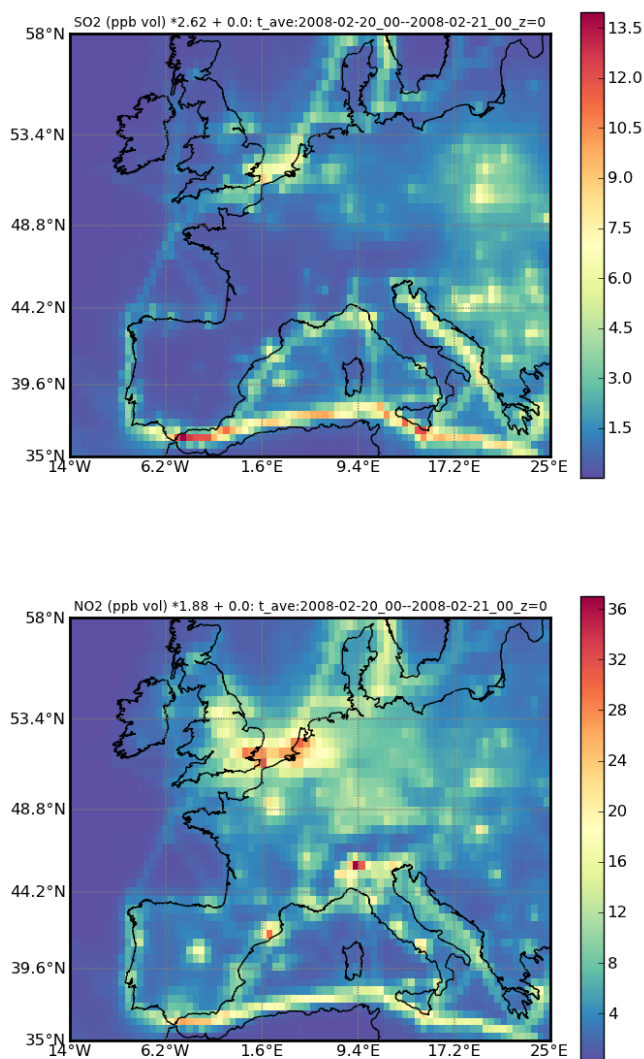 SO2 (ppb vol) *2.62 + 0.0: t_ave:2008-02-20_00--2008-02-21_00_z=0
58°N
53.4°N
48.8°N
44.2°N
39.6°N
35°N
14°W 6.2°W 1.6°E 9.4°E 17.2°E 25°E
13.5
12.0
10.5
9.0
7.5
6.0
4.5
3.0
1.5
NO2 (ppb vol) *1.88 + 0.0: t_ave:2008-02-20_00--2008-02-21_00_z=0
58°N
53.4°N
48.8°N
44.2°N
39.6°N
35°N
14°W 6.2°W 1.6°E 9.4°E 17.2°E 25°E
36
32
28
24
20
16
12
8
4